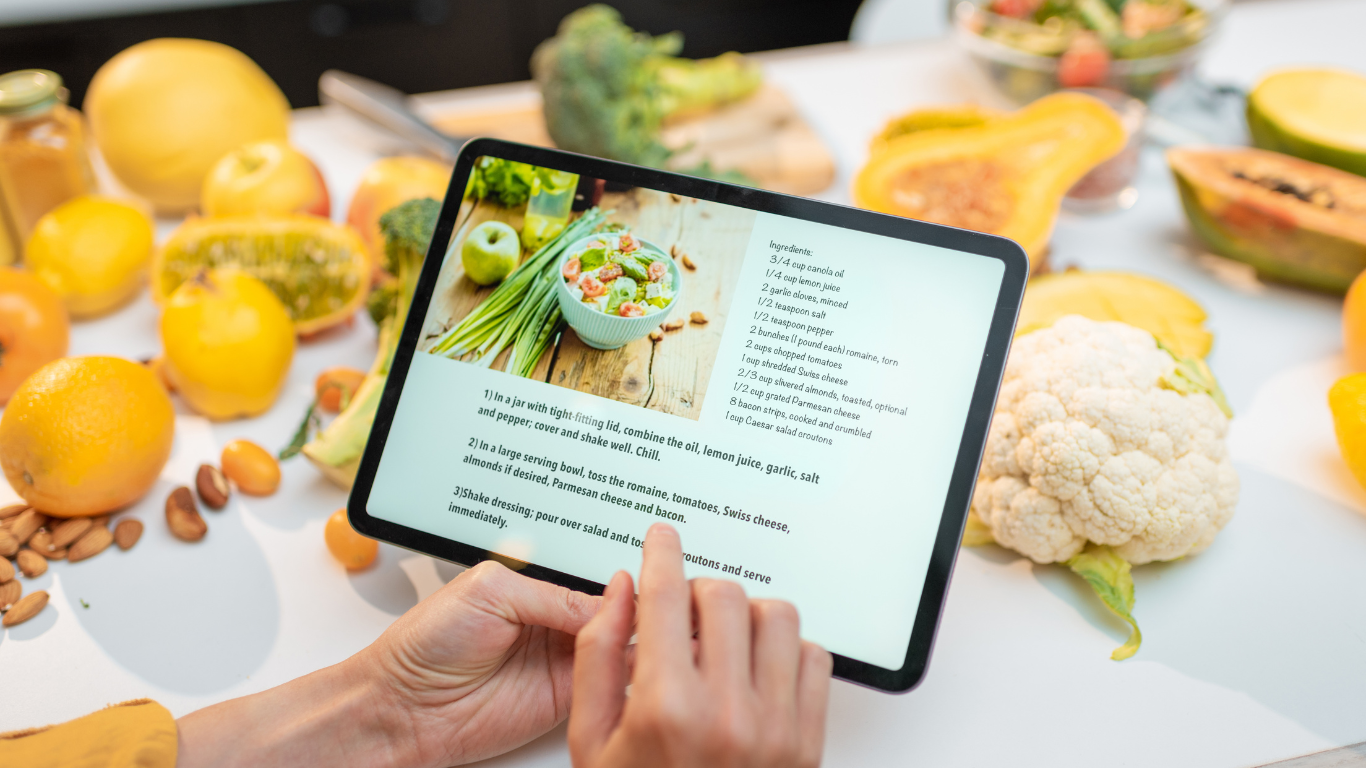 Ingredients:
3/4 cup canola oil
1/4 cup lemon juice
2 garlic cloves, minced
1/2 teaspoon salt
1/2 teaspoon pepper
2 bunches (1 pound each) romaine, torn
2 cups chopped tomatoes
1 cup shredded Swiss cheese
2/3 cup slivered almonds, toasted, optional
1/2 cup grated Parmesan cheese
8 bacon strips, cooked and crumbled
1 cup Caesar salad croutons
1) In a jar with tight-fitting lid, combine the oil, lemon juice, garlic, salt
and pepper; cover and shake well. Chill.
2) In a large serving bowl, toss the romaine, tomatoes, Swiss cheese,
almonds if desired, Parmesan cheese and bacon.
3)Shake dressing; pour over salad and routons and serve
immediately.